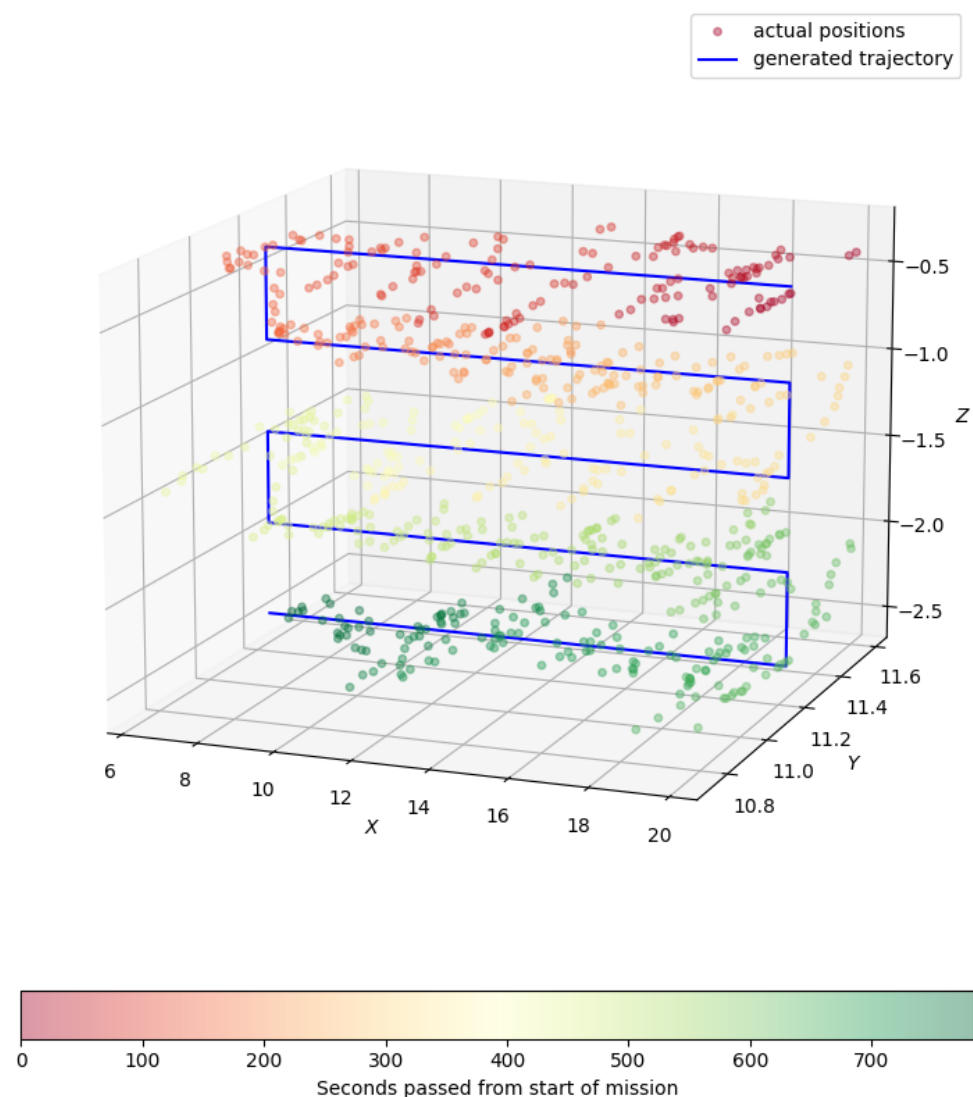 actual positions
generated trajectory
−0.5
−1.0
−1.5
−2.0
−2.5
Z
11.6
11.4
11.2
11.0
10.8
Y
6
8
10
12
14
16
18
20
X
0 100 200 300 400 500 600 700
Seconds passed from start of mission